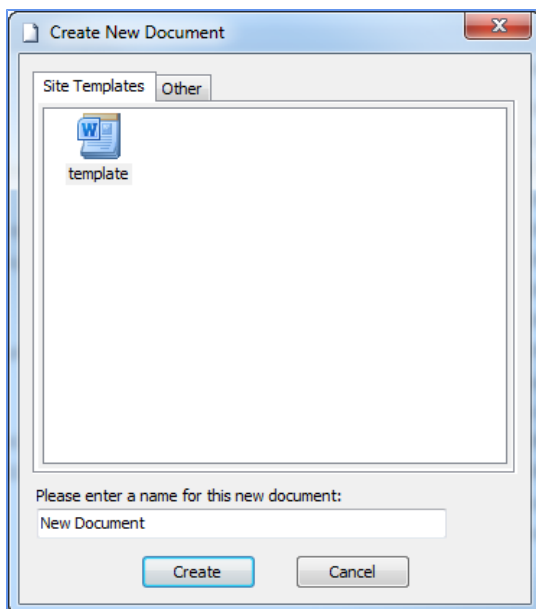 Create New Document
Site Templates
Other
template
Please enter a name for this new document:
New Document
Create
Cancel